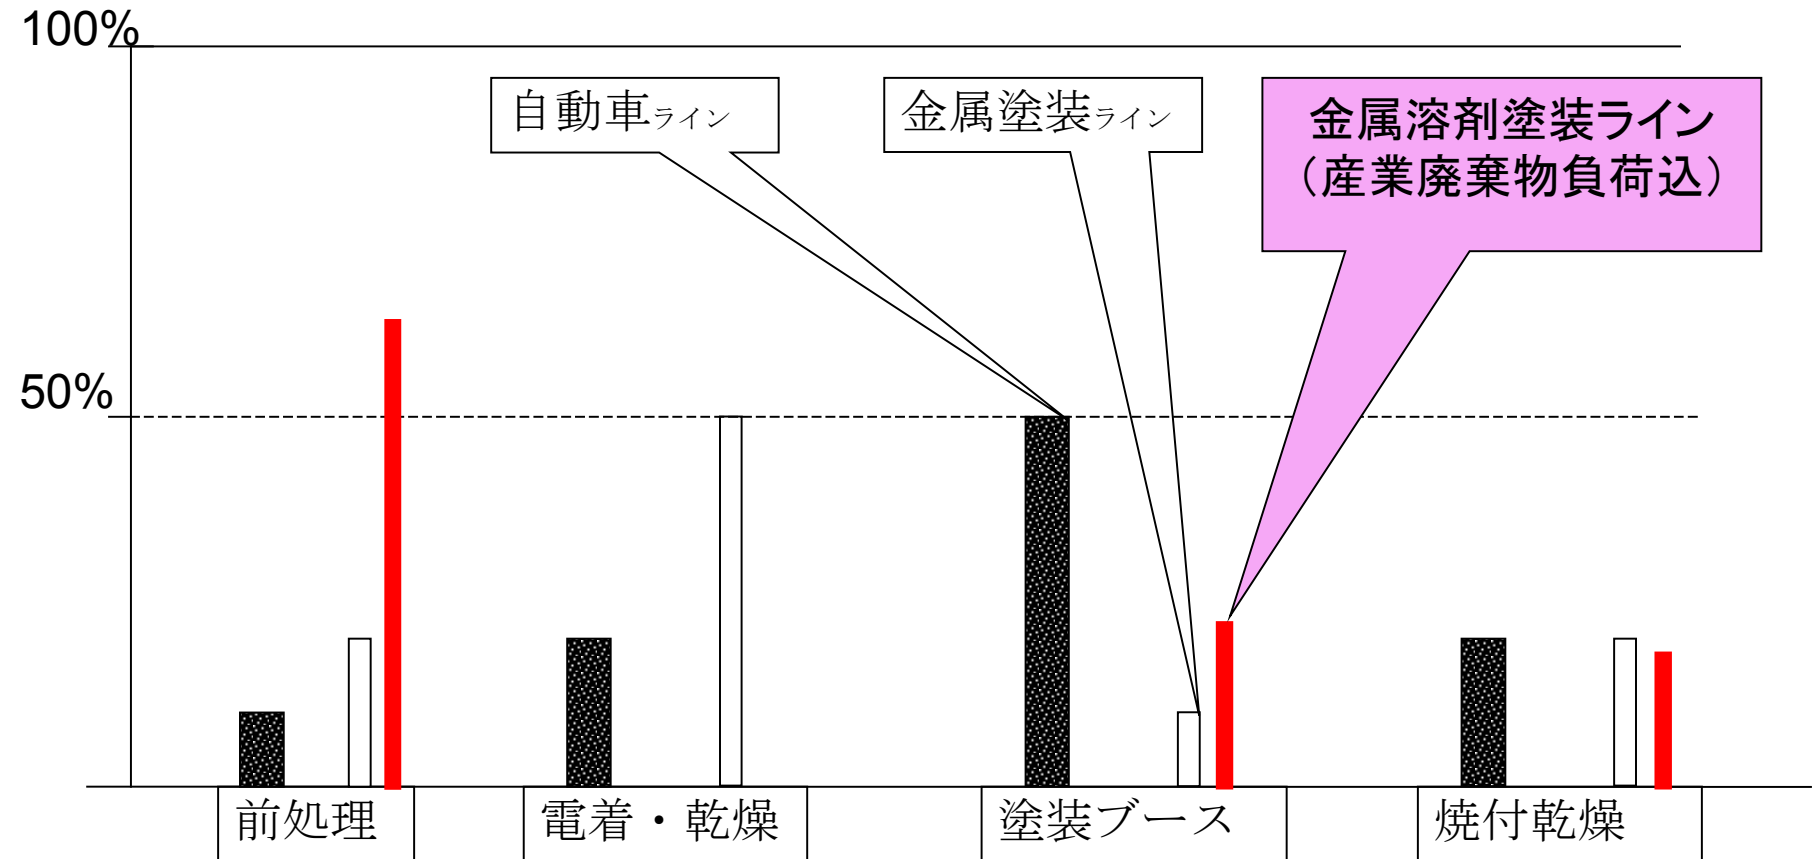 100%
自動車ライン
金属塗装ライン
金属溶剤塗装ライン
（産業廃棄物負荷込）
50%
前処理
電着・乾燥
塗装ブース
焼付乾燥